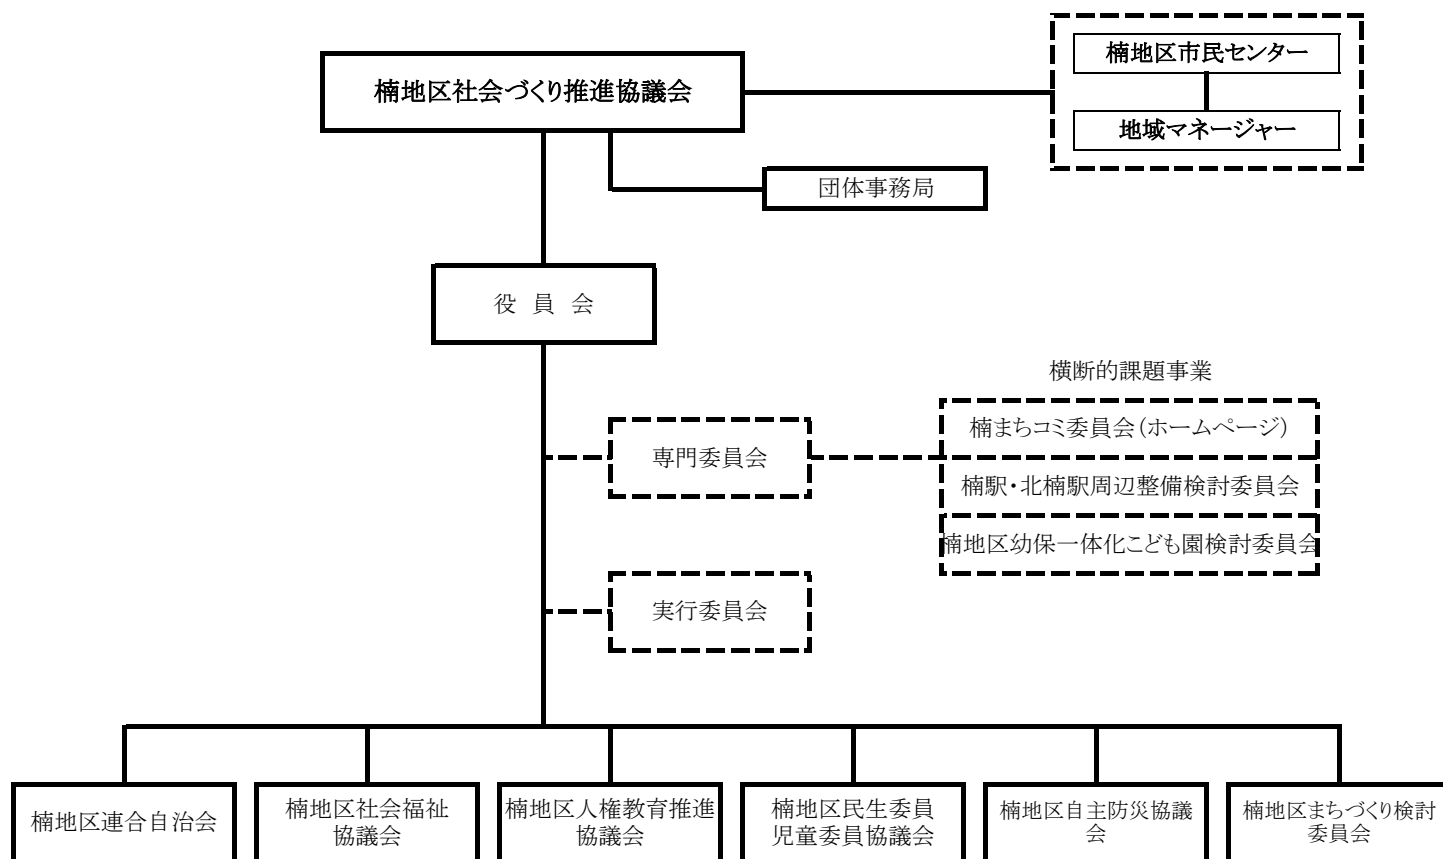 楠地区市民センター
楠地区社会づくり推進協議会
地域マネージャー
団体事務局
役 員 会
横断的課題事業
楠まちコミ委員会(ホームページ)
専門委員会
楠駅・北楠駅周辺整備検討委員会
楠地区幼保一体化こども園検討委員会
実行委員会
楠地区連合自治会
楠地区社会福祉
協議会
楠地区人権教育推進
協議会
楠地区民生委員
児童委員協議会
楠地区自主防災協議
会
楠地区まちづくり検討
委員会